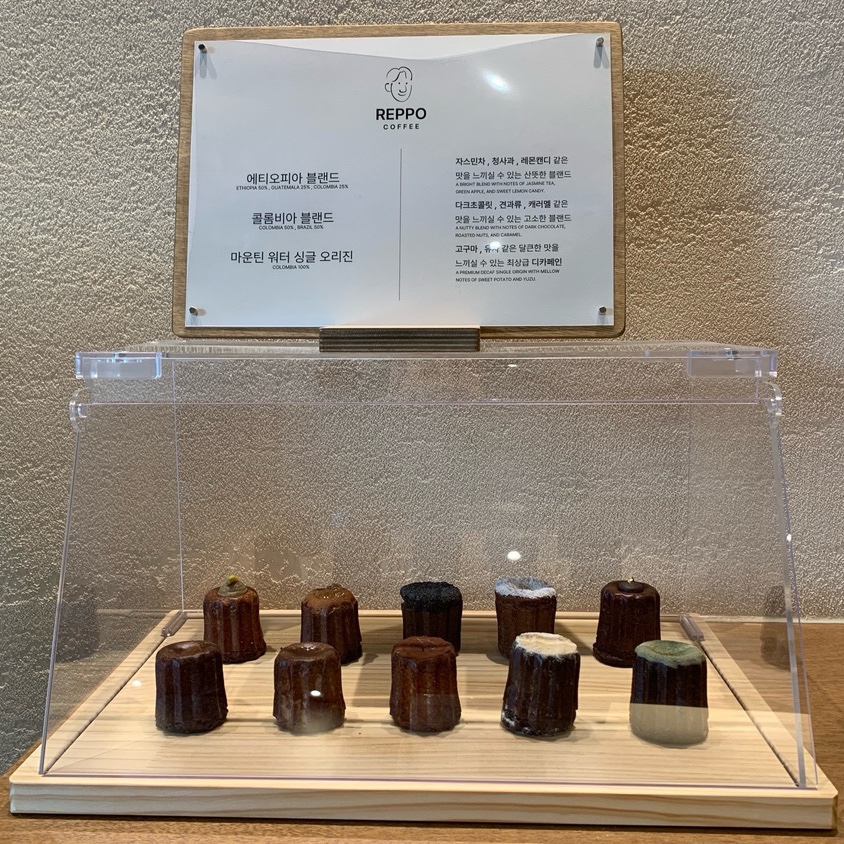 REPPO
COFFEE
에티오피아 블랜드
ETHIOPIA 50% , GUATEMALA 25% , COLOMBIA 25%
콜롬비아 블랜드
COLOMBIA 50% , BRAZIL 50%
마운틴 워터 싱글 오리진
COLOMBIA 100%
자스민차 , 청사과 , 레몬캔디 같은
맛을 느끼실 수 있는 산뜻한 블랜드
A BRIGHT BLEND WITH NOTES OF JASMINE TEA,
GREEN APPLE, AND SWEET LEMON CANDY.
다크초콜릿 , 견과류 , 캐러멜 같은
맛을 느끼실 수 있는 고소한 블랜드
A NUTTY BLEND WITH NOTES OF DARK CHOCOLATE,
ROASTED NUTS, AND CARAMEL.
고구마 , 같은 달큰한 맛을
느끼실 수 있는 최상급 디카페인
A PREMIUM DECAF SINGLE ORIGIN WITH MELLOW
NOTES OF SWEET POTATO AND YUZU.